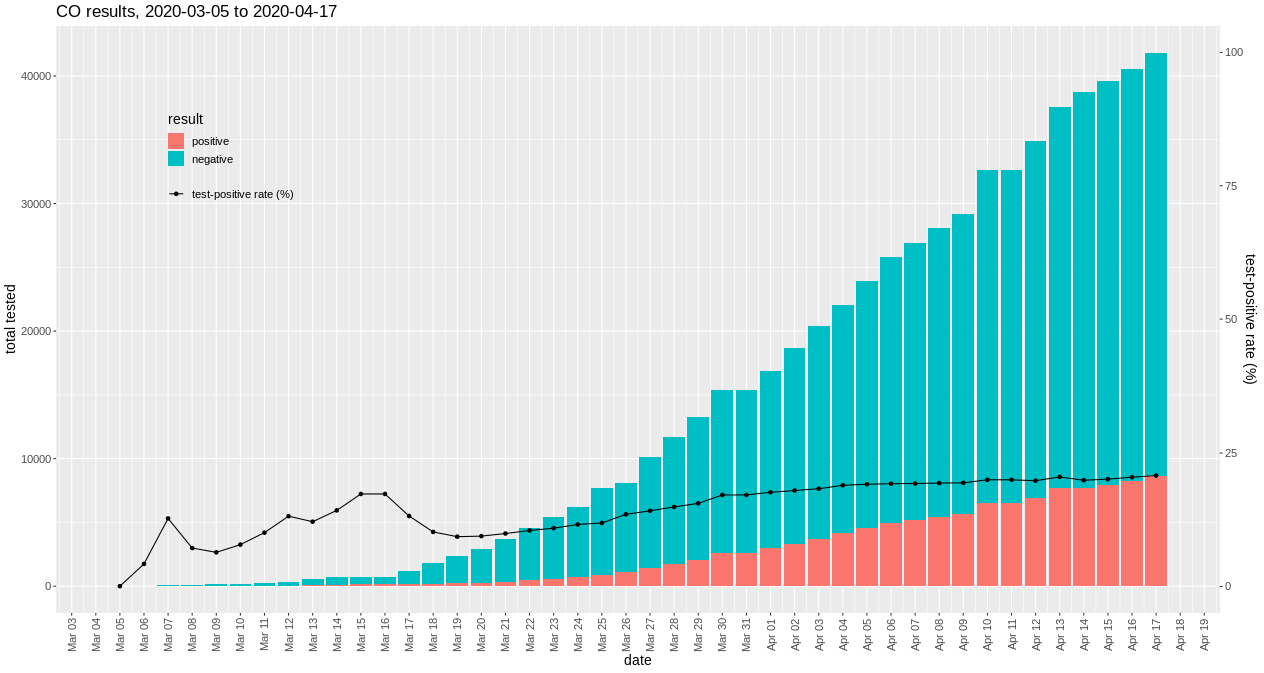 CO results, 2020-03-05 to 2020-04-17
total tested
40000
30000
20000
10000
0
result
positive
negative
test-positive rate (%)
100
75
50
25
0
test-positive rate (%)
Mar 03
Mar 04
Mar 05
Mar 06
Mar 07
Mar 08
Mar 09
Mar 10
Mar 11
Mar 12
Mar 13
Mar 14
Mar 15
Mar 16
Mar 17
Mar 18
Mar 19
Mar 20
Mar 21
Mar 22
Mar 23
Mar 24
Mar 25
Mar 26
Mar 27
Mar 28
Mar 29
Mar 30
Mar 31
Apr 01
Apr 02
Apr 03
Apr 04
Apr 05
Apr 06
Apr 07
Apr 08
Apr 09
Apr 10
Apr 11
Apr 12
Apr 13
Apr 14
Apr 15
Apr 16
Apr 17
Apr 18
Apr 19
date